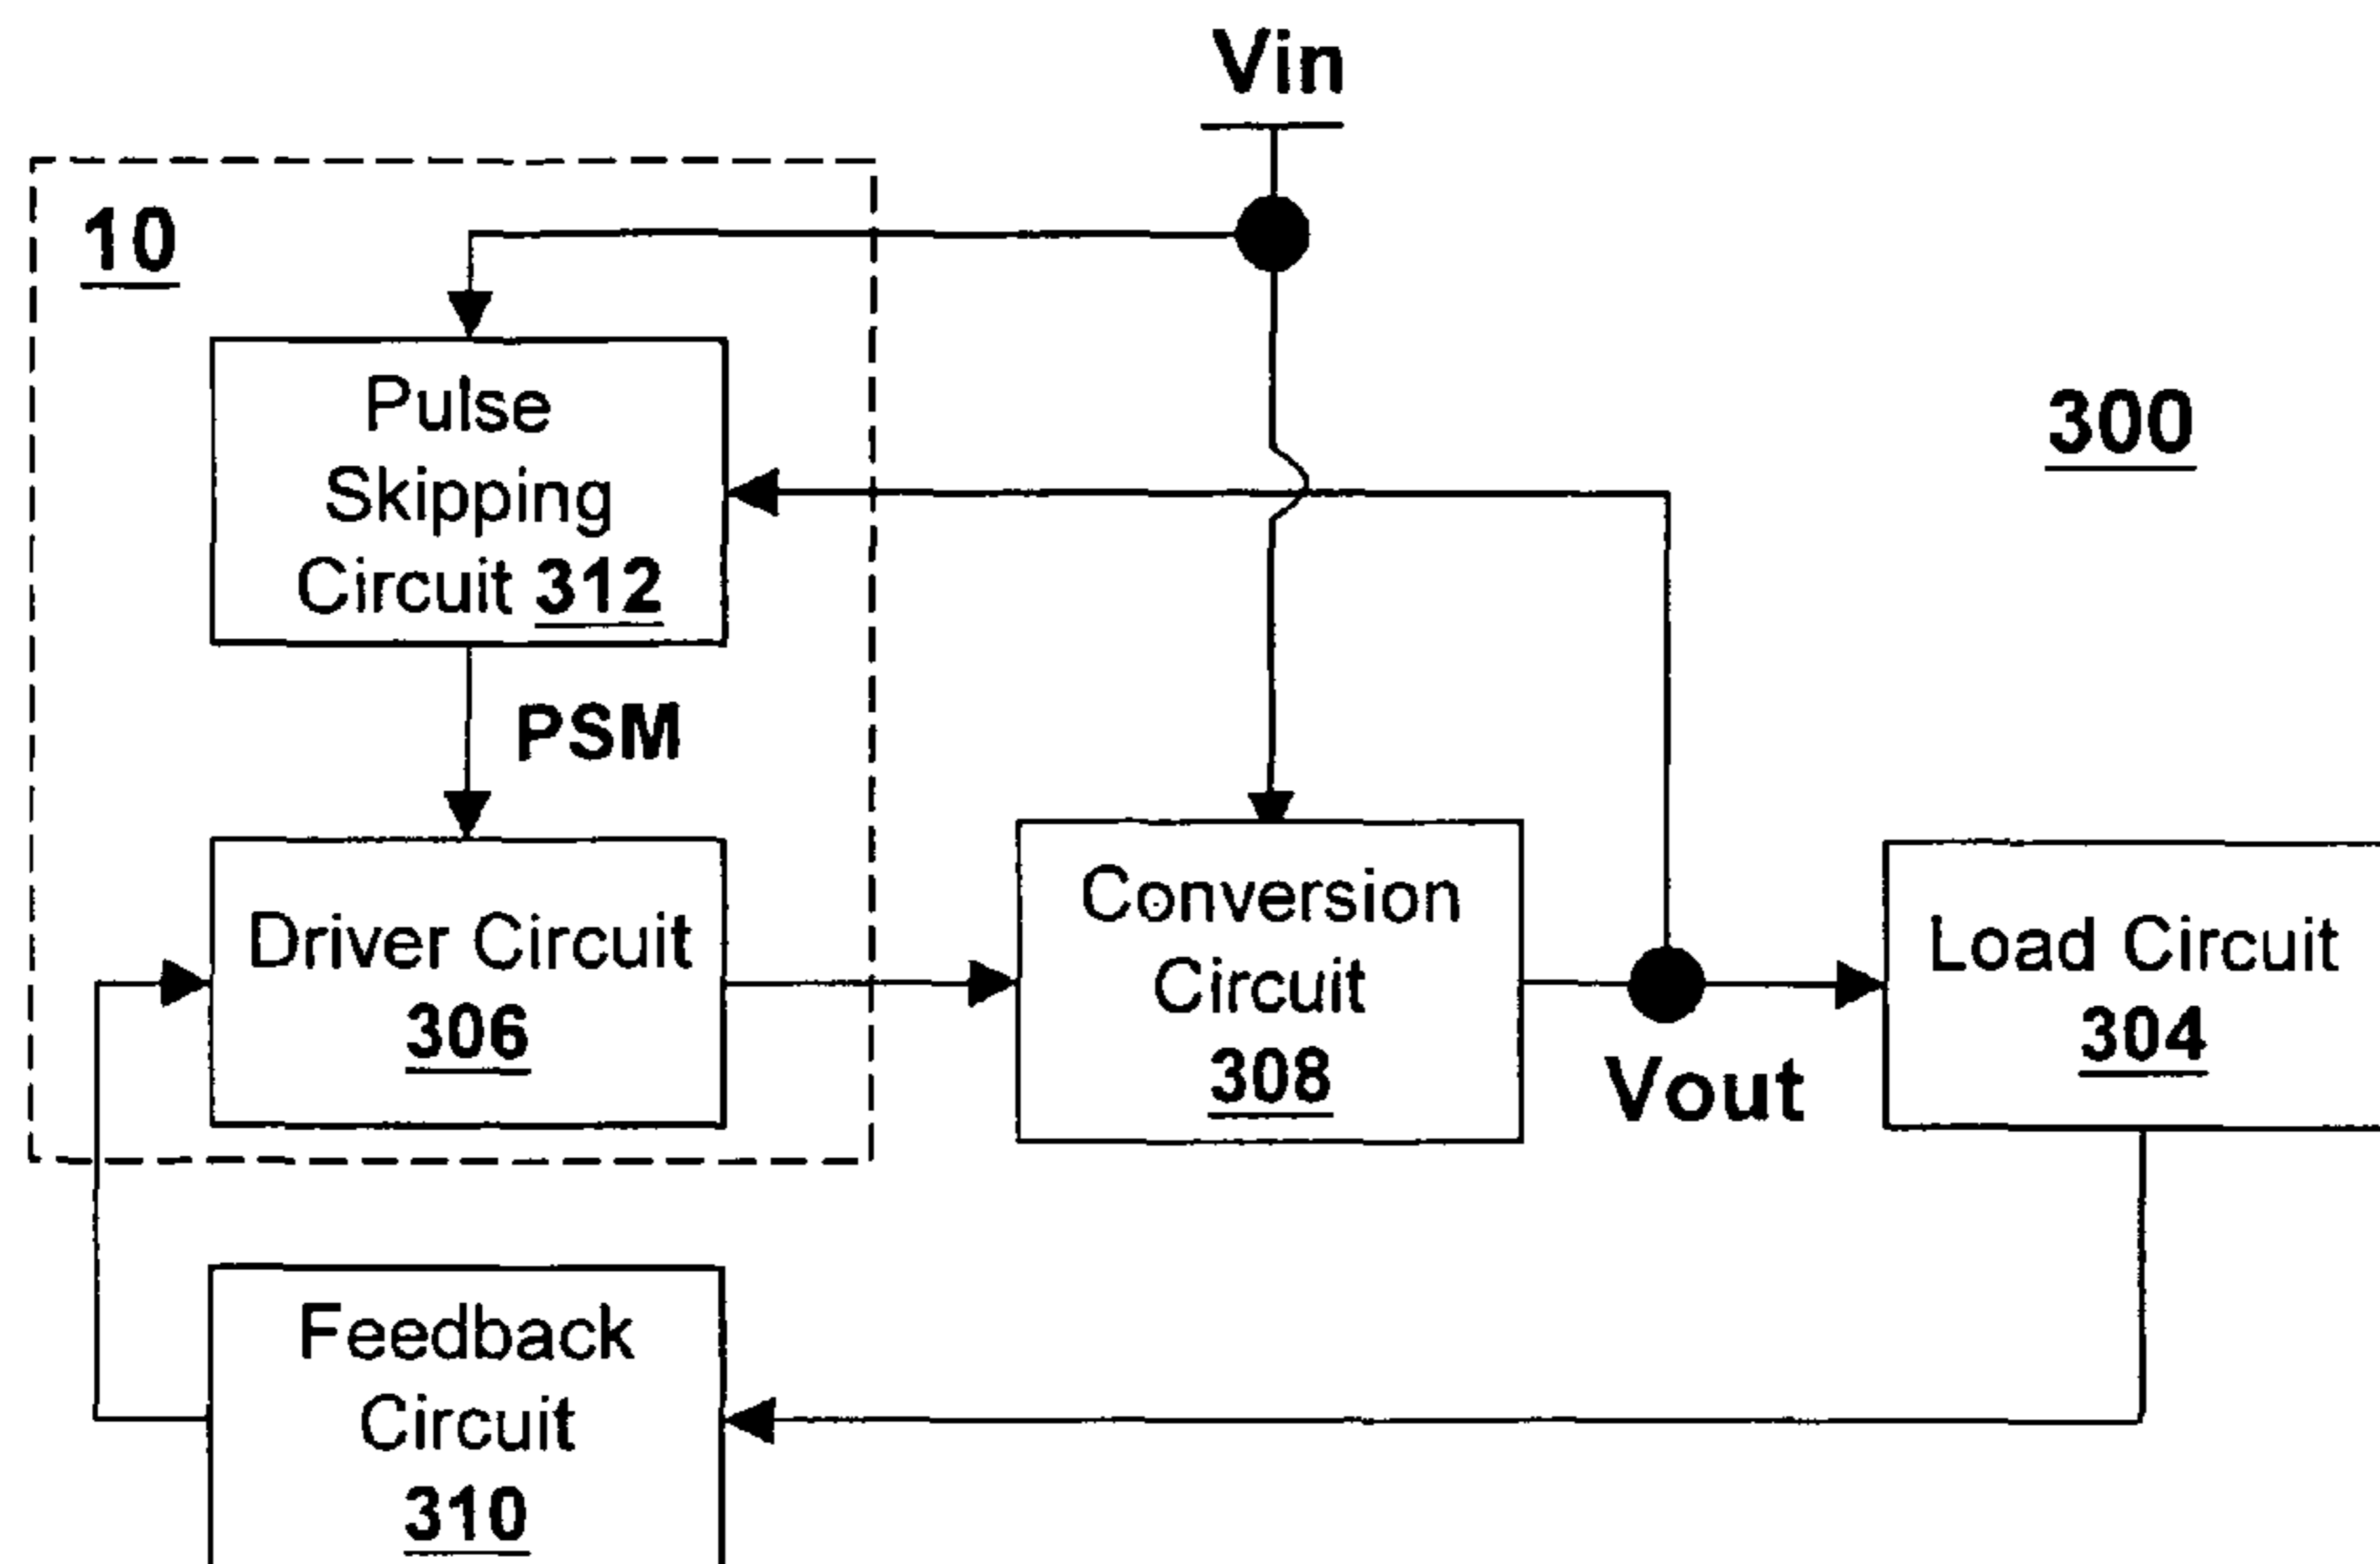 Vin
10
Pulse
Skipping
Circuit 312
300
PSM
Driver Circuit
306
Conversion
Circuit
308
Vout
Load Circuit
304
Feedback
Circuit
310